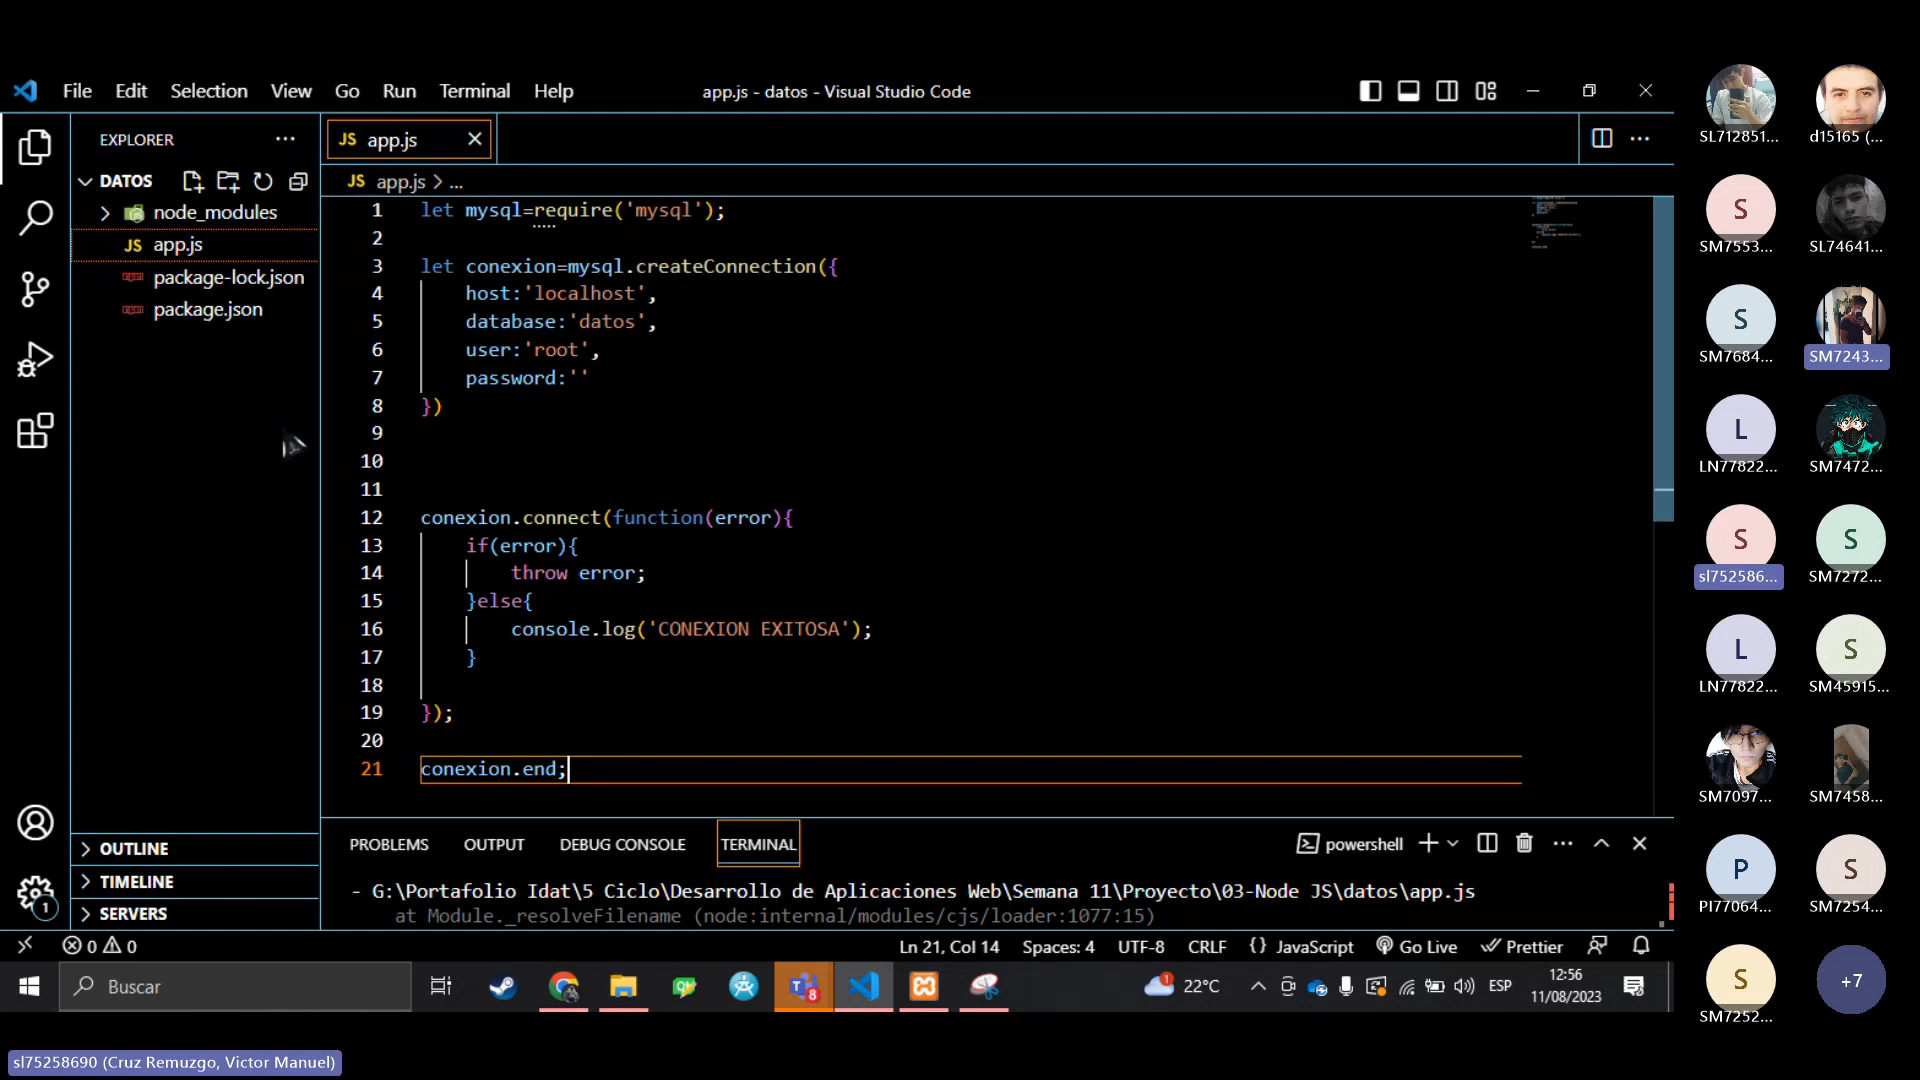 File Edit Selection View Go Run Terminal Help
app.js - datos - Visual Studio Code
EXPLORER
JS app.js
DATOS
JS app.js > ...
node_modules
JS app.js
package-lock.json
package.json
1 let mysql=require('mysql');
2
3 let conexion=mysql.createConnection({
4 host:'localhost',
5 database:'datos',
6 user:'root',
7 password:''
8 })
9
10
11
12 conexion.connect(function(error){
13 if(error){
14 throw error;
15 }else{
16 console.log('CONEXION EXITOSA');
17 }
18
19 });
20
21 conexion.end;
OUTLINE
TIMELINE
SERVERS
1
PROBLEMS OUTPUT DEBUG CONSOLE TERMINAL
powershell
- G:\Portafolio Idat\5 Ciclo\Desarrollo de Aplicaciones Web\Semana 11\Proyecto\03-Node JS\datos\app.js
at Module._resolveFilename (node:internal/modules/cjs/loader:1077:15)
0 0
Ln 21, Col 14 Spaces: 4 UTF-8 CRLF {} JavaScript Go Live Prettier
Buscar
8
1
22°C
ESP
12:56
11/08/2023
SL712851...
d15165 (...
S
SM7553...
SL74641...
S
SM7684...
SM7243...
L
LN77822...
SM7472...
S
sl752586...
S
SM7272...
L
LN77822...
S
SM45915...
SM7097...
SM7458...
P
PI77064...
S
SM7254...
S
SM7252...
+7
sl75258690 (Cruz Remuzgo, Victor Manuel)